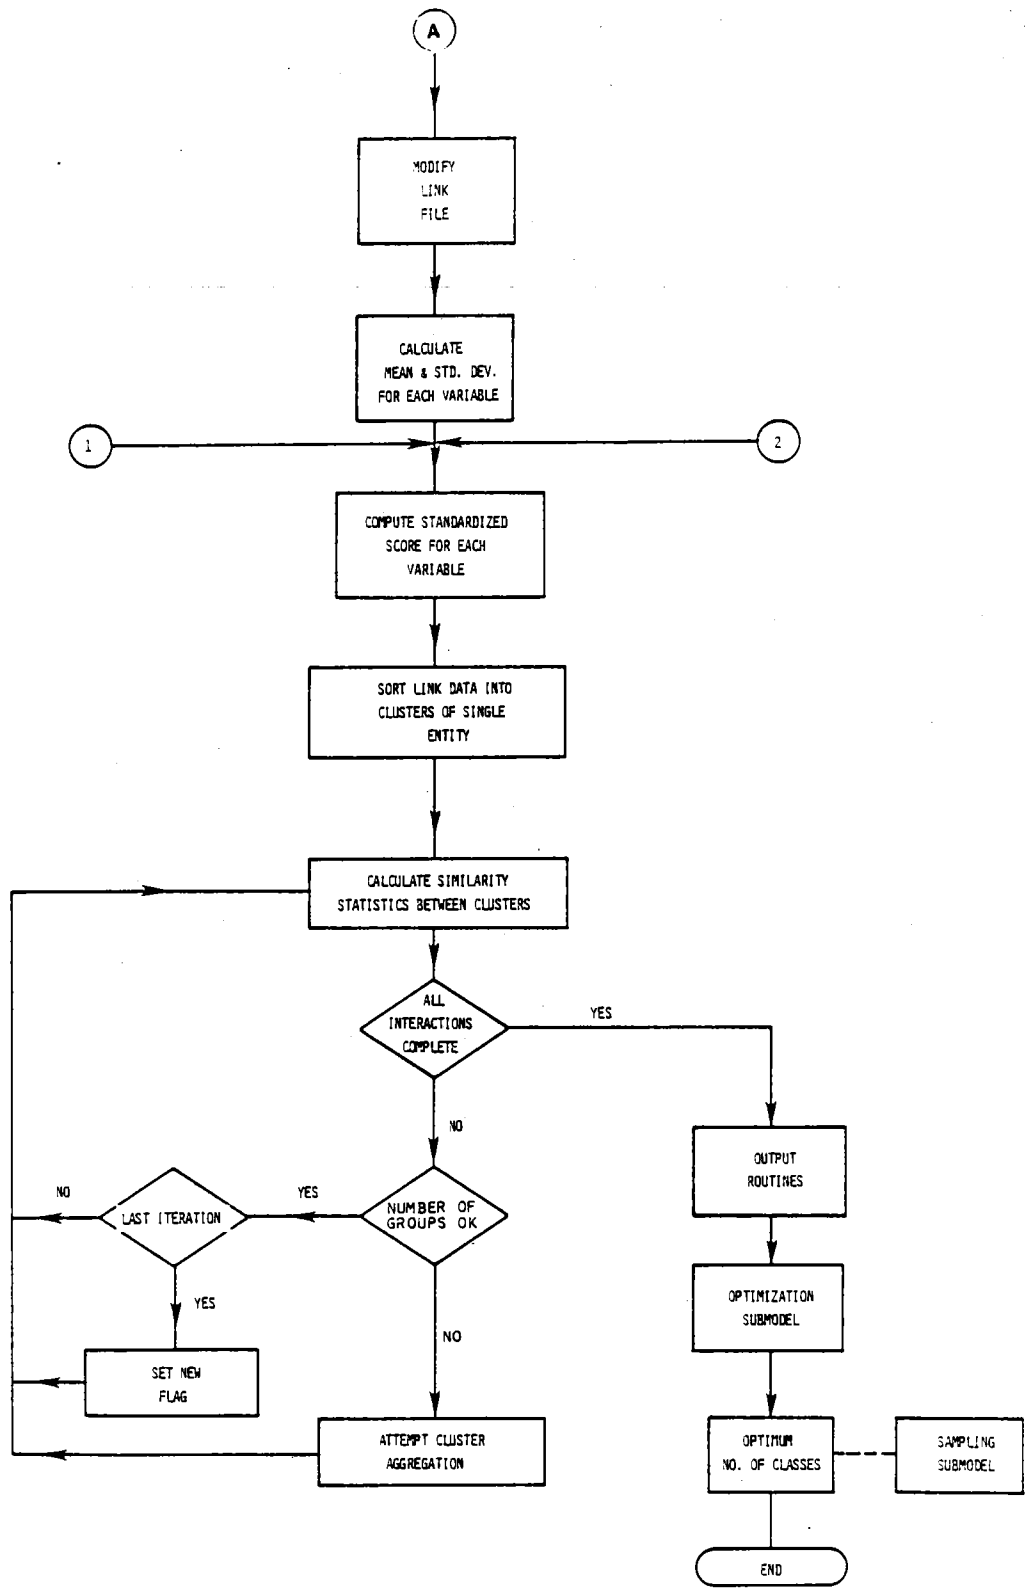 A
MODIFY
LINK
FILE
CALCULATE
MEAN & STD. DEV.
FOR EACH VARIABLE
1
2
COMPUTE STANDARDIZED
SCORE FOR EACH
VARIABLE
SORT LINK DATA INTO
CLUSTERS OF SINGLE
ENTITY
CALCULATE SIMILARITY
STATISTICS BETWEEN CLUSTERS
ALL
INTERACTIONS
COMPLETE
YES
NO
OUTPUT
ROUTINES
NO
LAST ITERATION
YES
NUMBER OF
GROUPS OK
YES
NO
OPTIMIZATION
SUBMODEL
SET NEW
FLAG
ATTEMPT CLUSTER
AGGREGATION
OPTIMUM
NO. OF CLASSES
SAMPLING
SUBMODEL
END